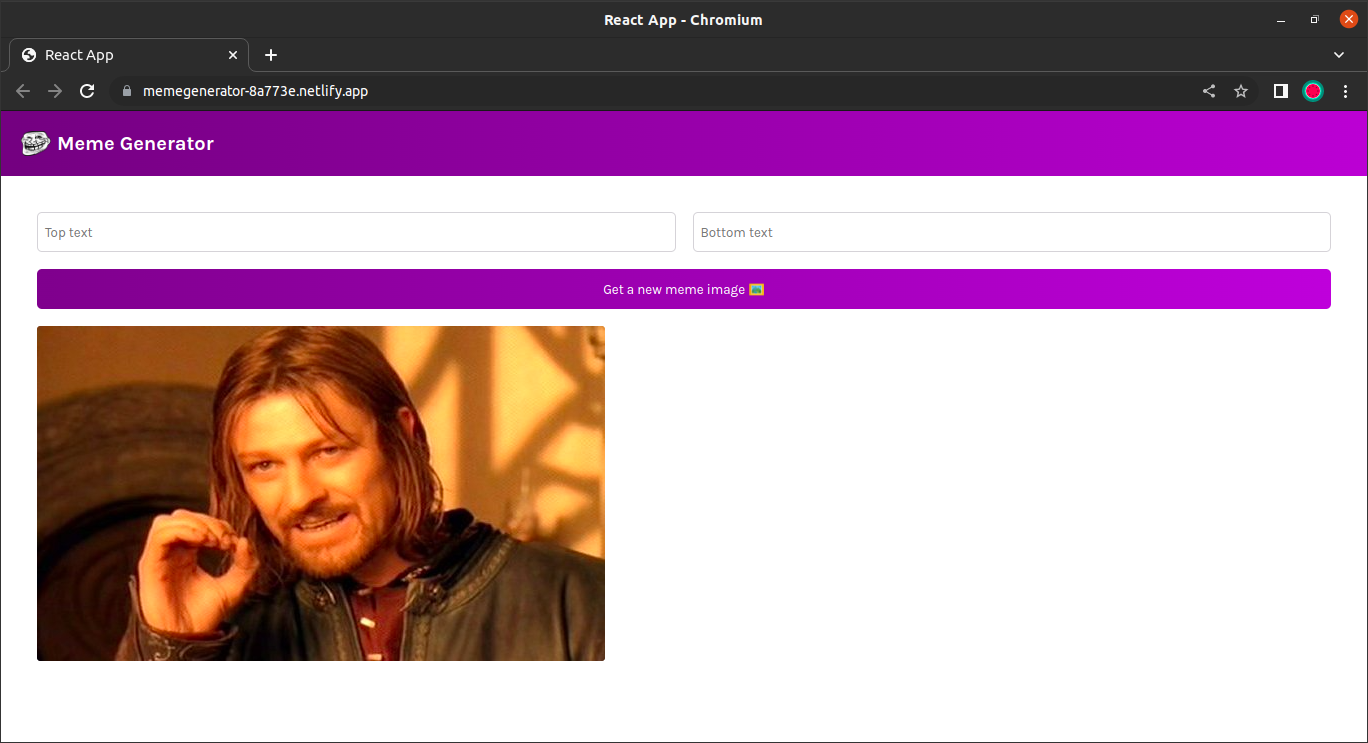 React App - Chromium
React App
memegenerator-8a773e.netlify.app
Meme Generator
Top text
Bottom text
Get a new meme image